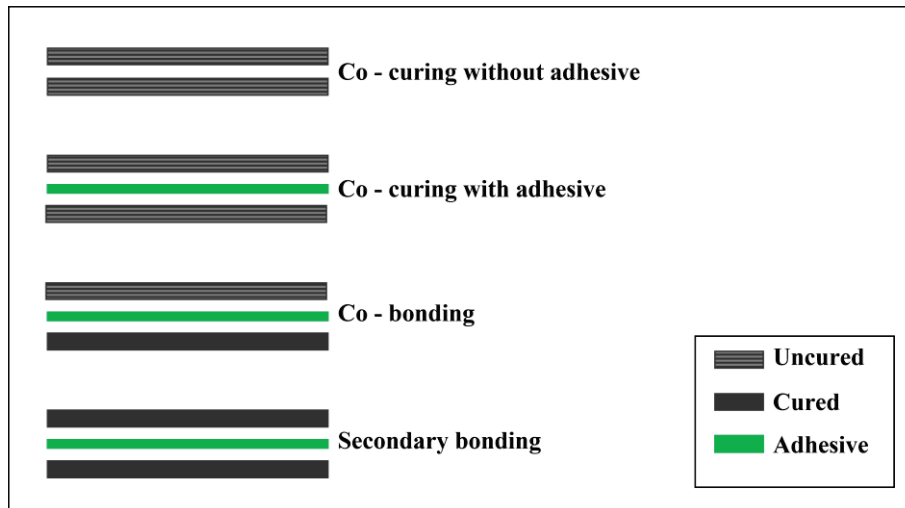 Co - curing without adhesive
Co - curing with adhesive
Co - bonding
Secondary bonding
Uncured
Cured
Adhesive